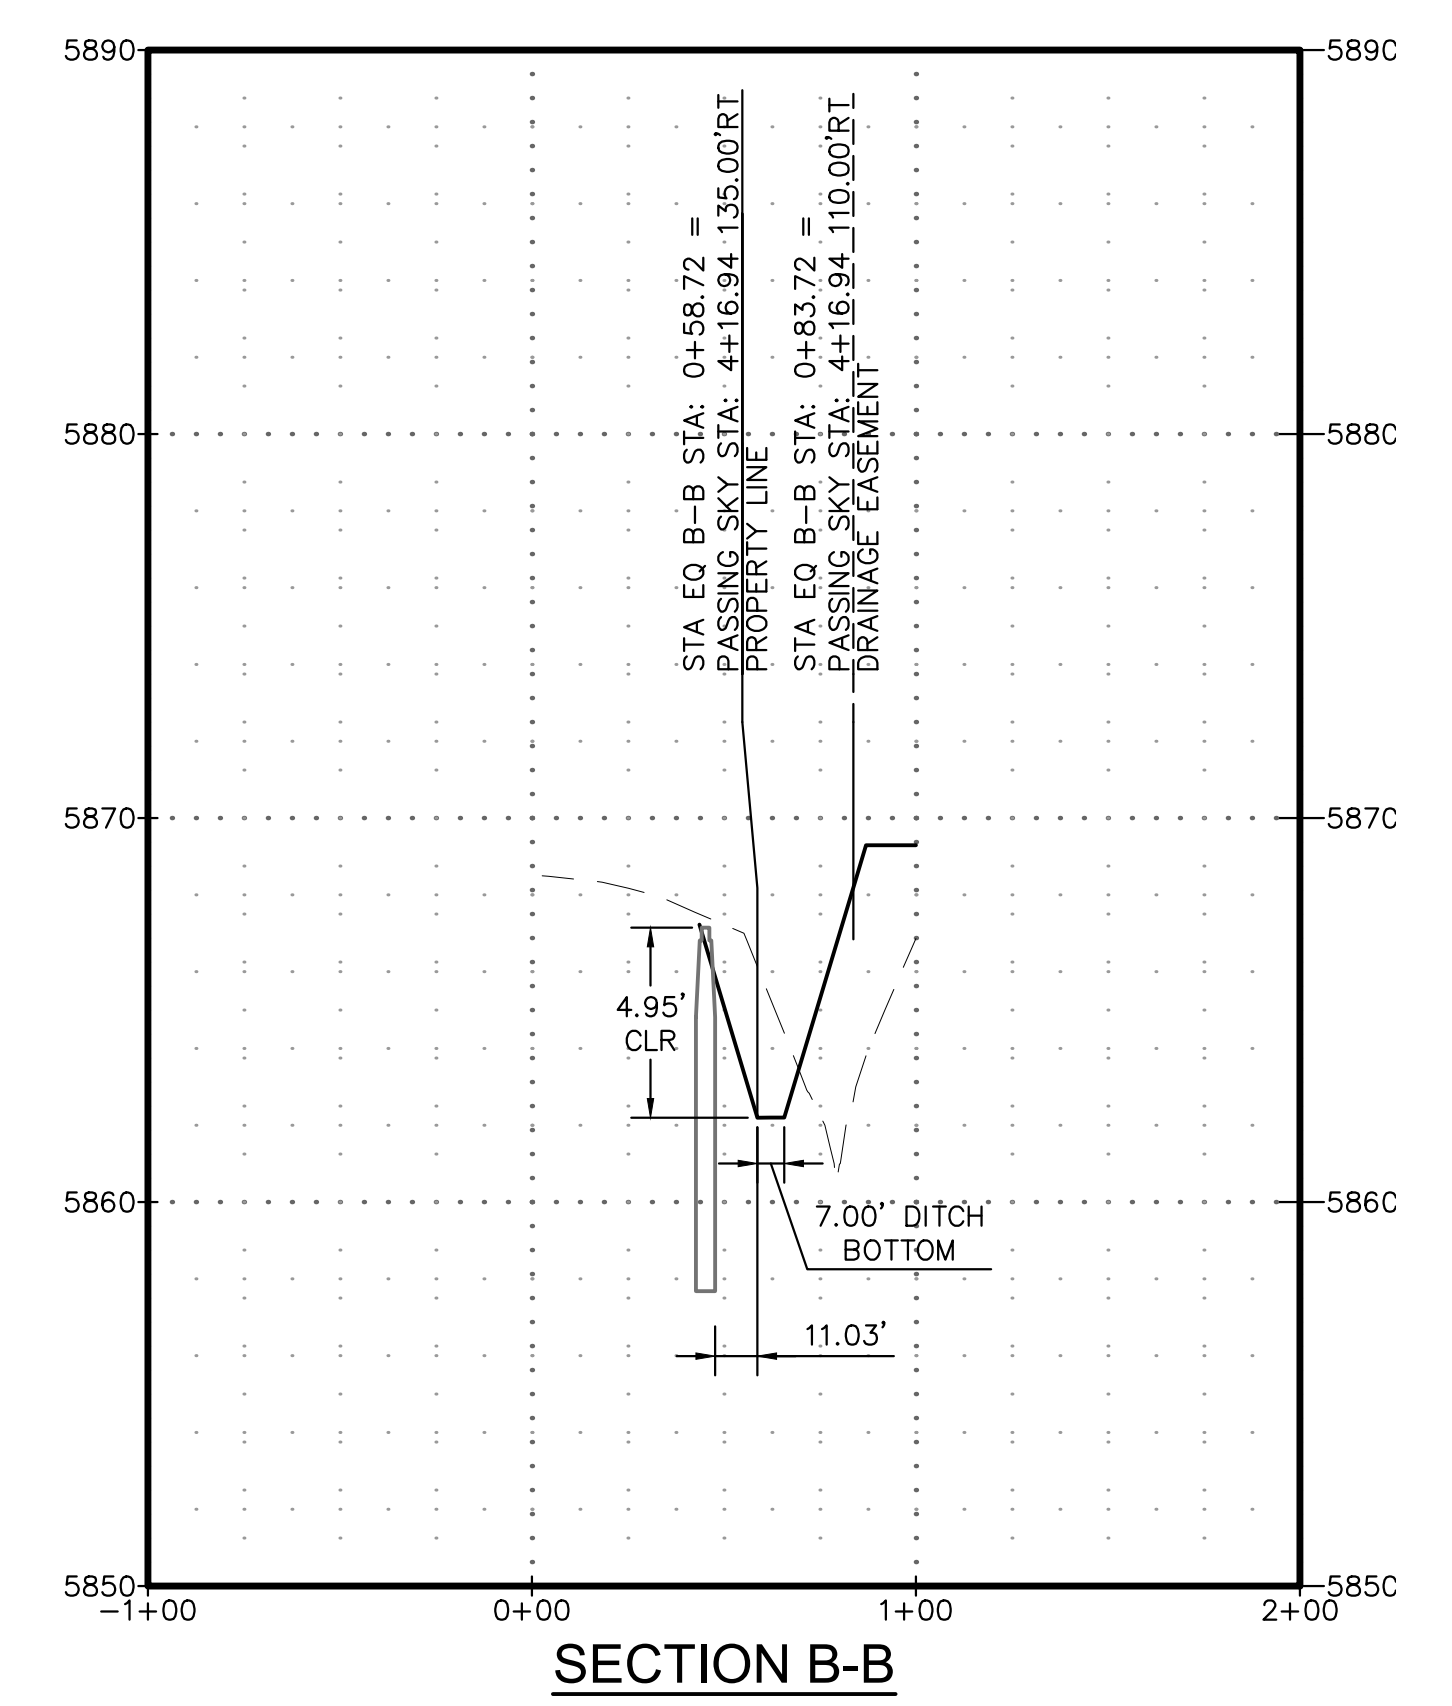 5890
5890
STA EQ B-B STA: 0+58.72 =
PASSING SKY STA: 4+16.94 135.00'RT
PROPERTY LINE
STA EQ B-B STA: 0+83.72 =
PASSING SKY STA: 4+16.94 110.00'RT
DRAINAGE EASEMENT
5880
5880
5870
5870
4.95'
CLR
5860
5860
7.00' DITCH
BOTTOM
11.03'
5850
5850
-1+00
0+00
1+00
2+00
SECTION B-B